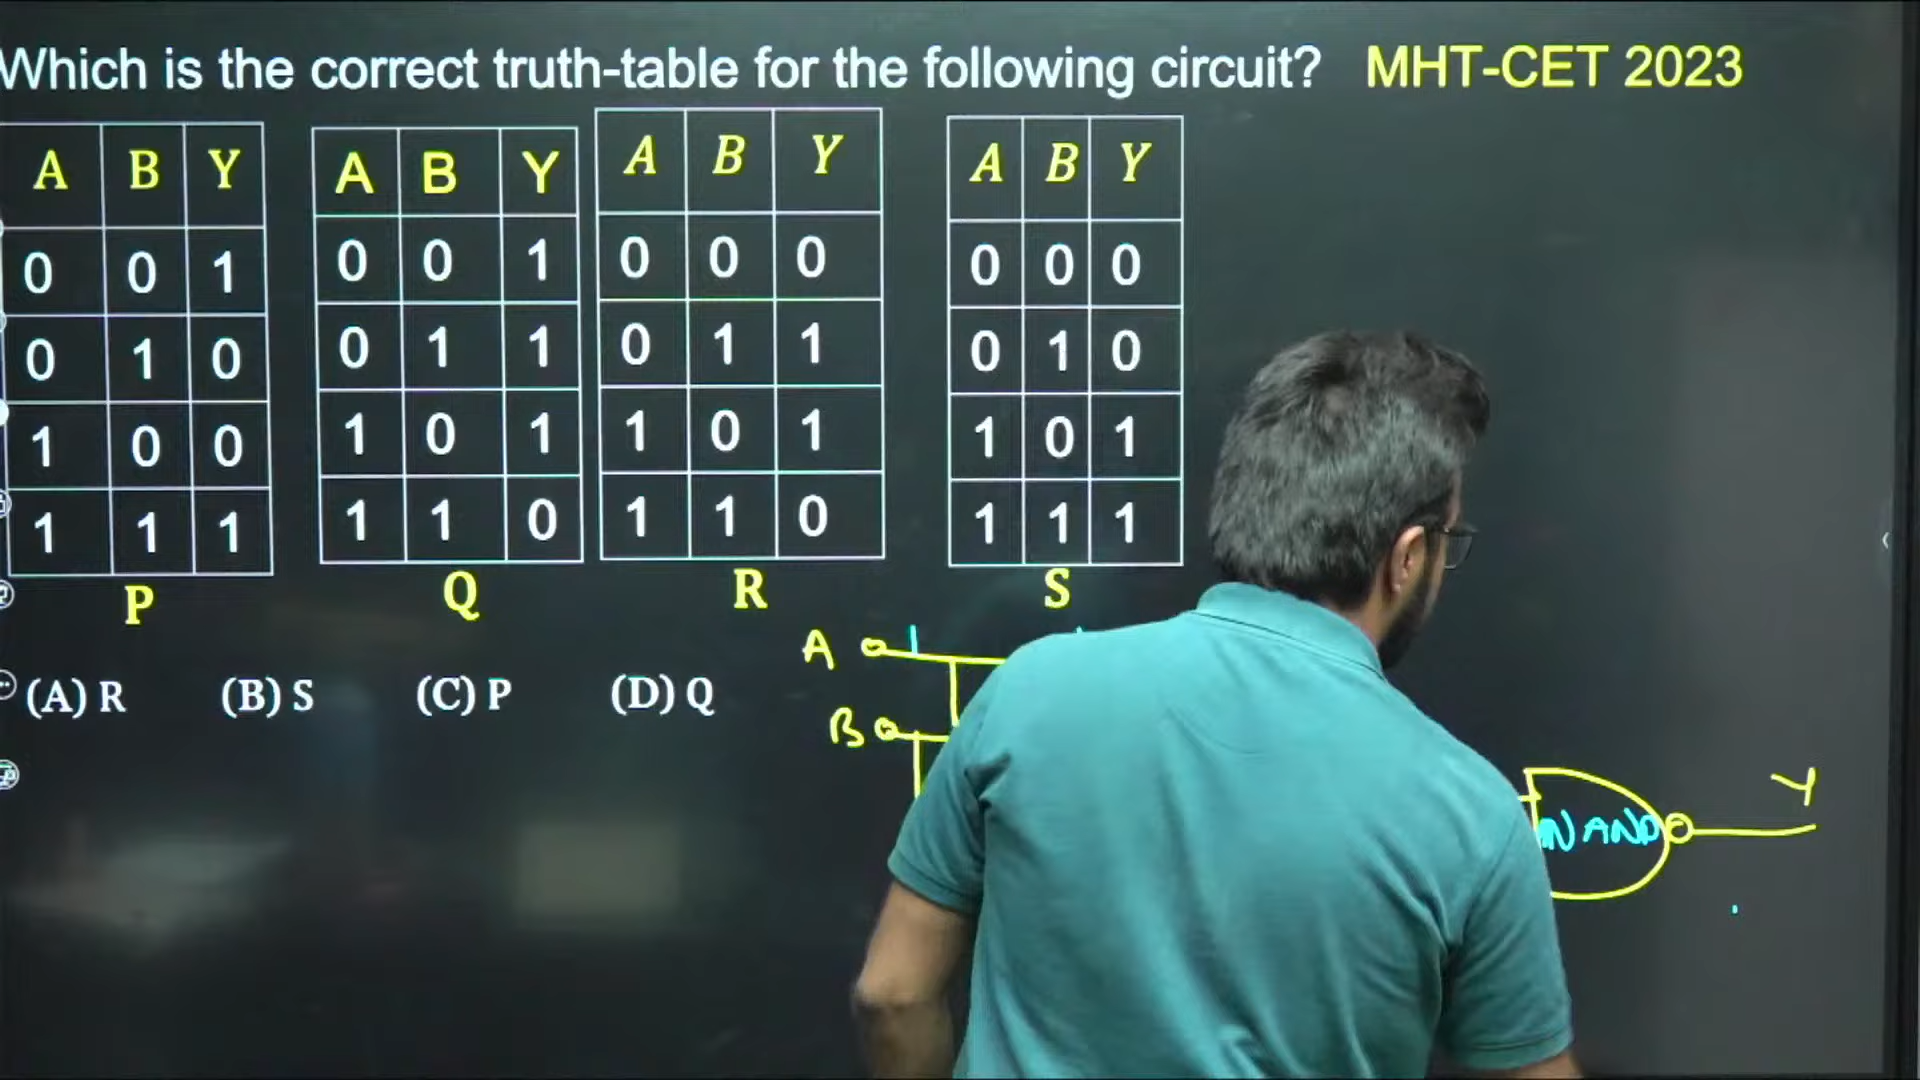 Which is the correct truth-table for the following circuit? MHT-CET 2023
A B Y
0 0 1
0 1 0
1 0 0
1 1 1
P
A B Y
0 0 1
0 1 1
1 0 1
1 1 0
Q
A B Y
0 0 0
0 1 1
1 0 1
1 1 0
R
A B Y
0 0 0
0 1 0
1 0 1
1 1 1
S
(A) R (B) S (C) P (D) Q
A
B
NAND
Y